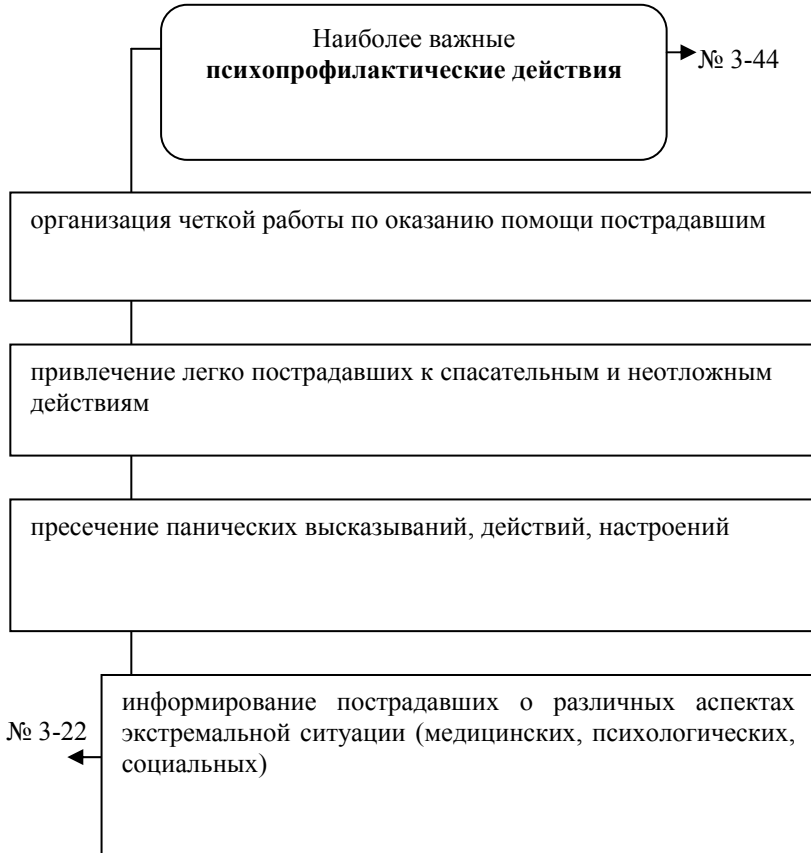 Наиболее важные
психопрофилактические действия
№ 3-44
организация четкой работы по оказанию помощи пострадавшим
привлечение легко пострадавших к спасательным и неотложным
действиям
пресечение панических высказываний, действий, настроений
№ 3-22
информирование пострадавших о различных аспектах
экстремальной ситуации (медицинских, психологических,
социальных)